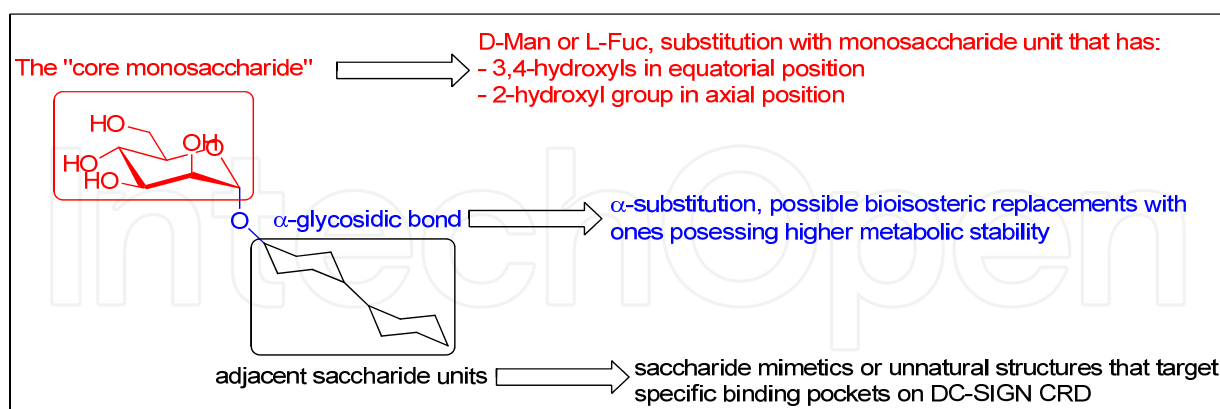 D-Man or L-Fuc, substitution with monosaccharide unit that has:
The "core monosaccharide"
- 3,4-hydroxyls in equatorial position
- 2-hydroxyl group in axial position
HO
OH
O
HO
HO
O
α-glycosidic bond
α-substitution, possible bioisosteric replacements with
ones posessing higher metabolic stability
IntechOpen
adjacent saccharide units
saccharide mimetics or unnatural structures that target
specific binding pockets on DC-SIGN CRD